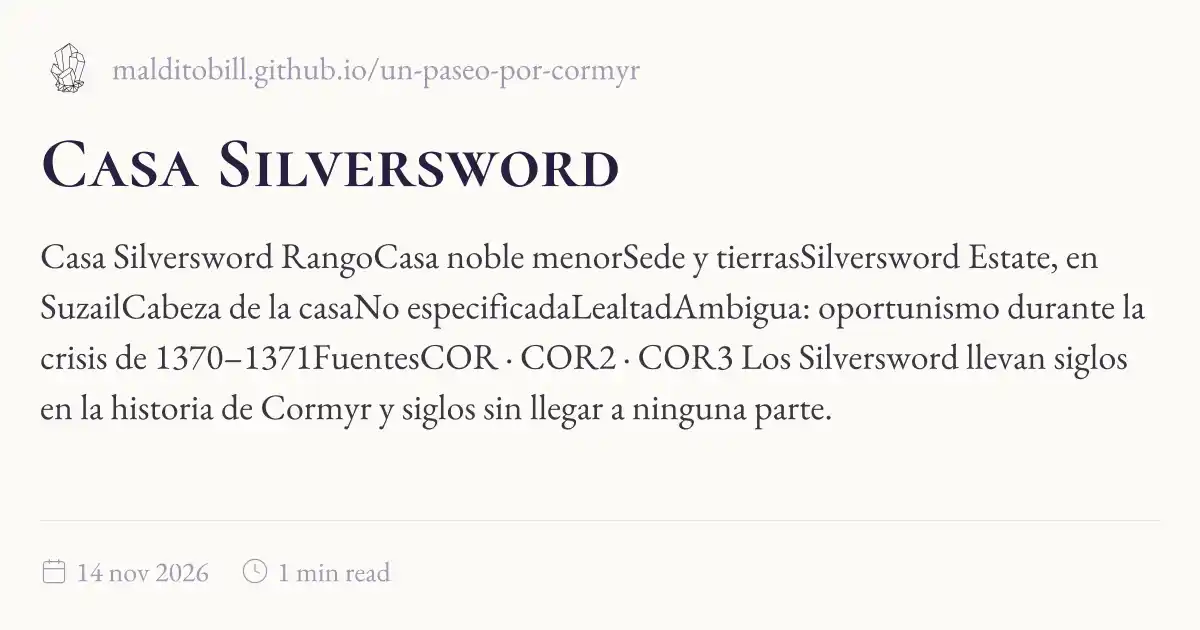 malditobill.github.io/un-paseo-por-cormyr
Casa Silversword
Casa Silversword RangoCasa noble menorSede y tierrasSilversword Estate, en
SuzailCabeza de la casaNo especificadaLealtadAmbigua: oportunismo durante la
crisis de 1370–1371FuentesCOR · COR2 · COR3 Los Silversword llevan siglos
en la historia de Cormyr y siglos sin llegar a ninguna parte.
14 nov 2026 1 min read